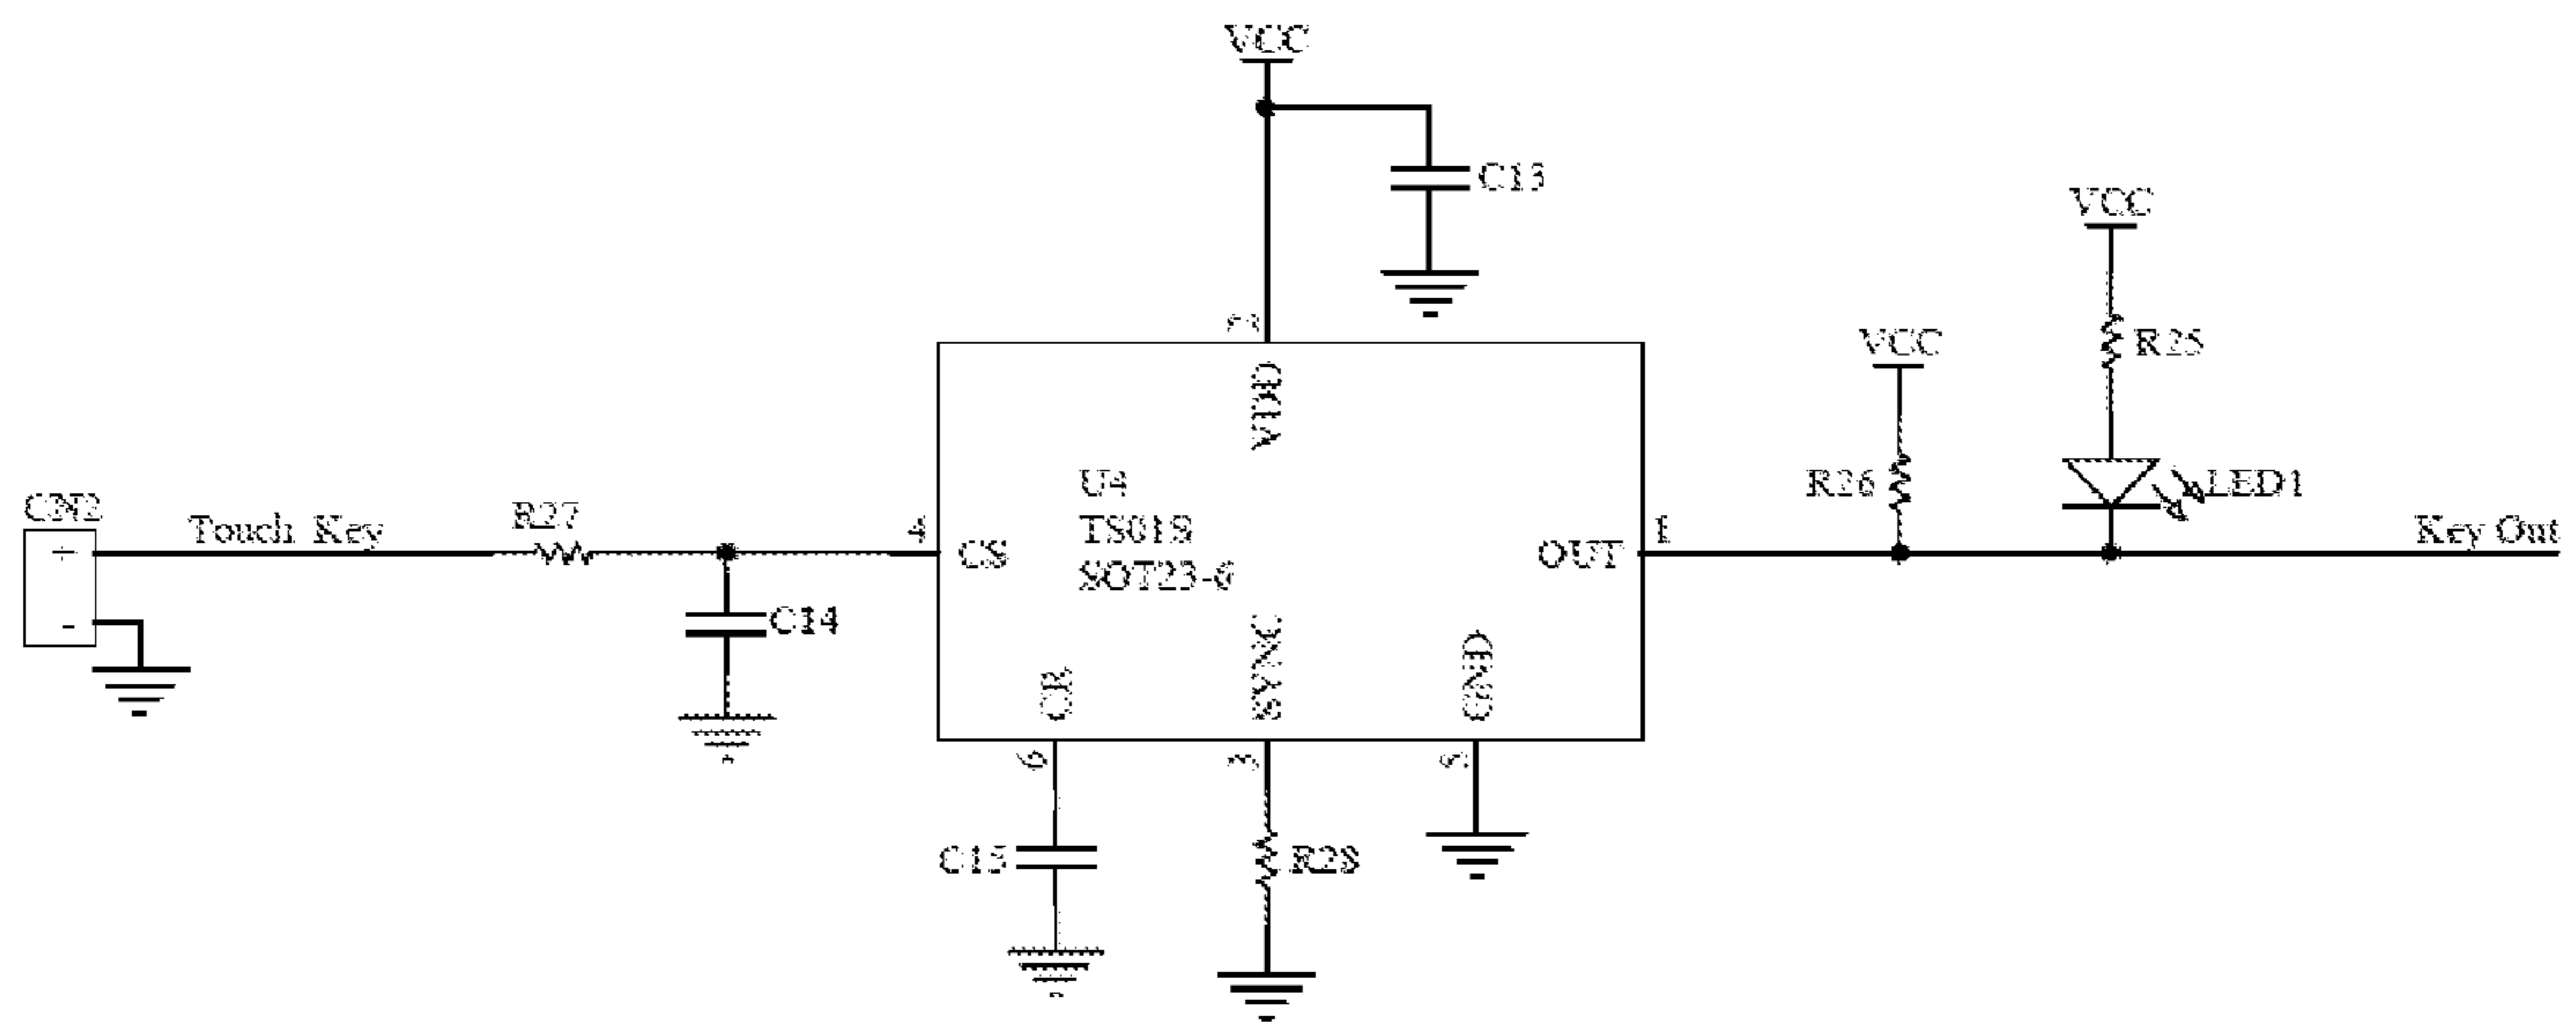 VCC
C13
VCC
R25
VCC
R26
LED1
VDD
U4
TS01S
SOT23-6
CN2
+
-
Touch Key
R27
4
CS
C14
OUT
1
Key Out
CR
SYNC
GND
6
3
5
C15
R28